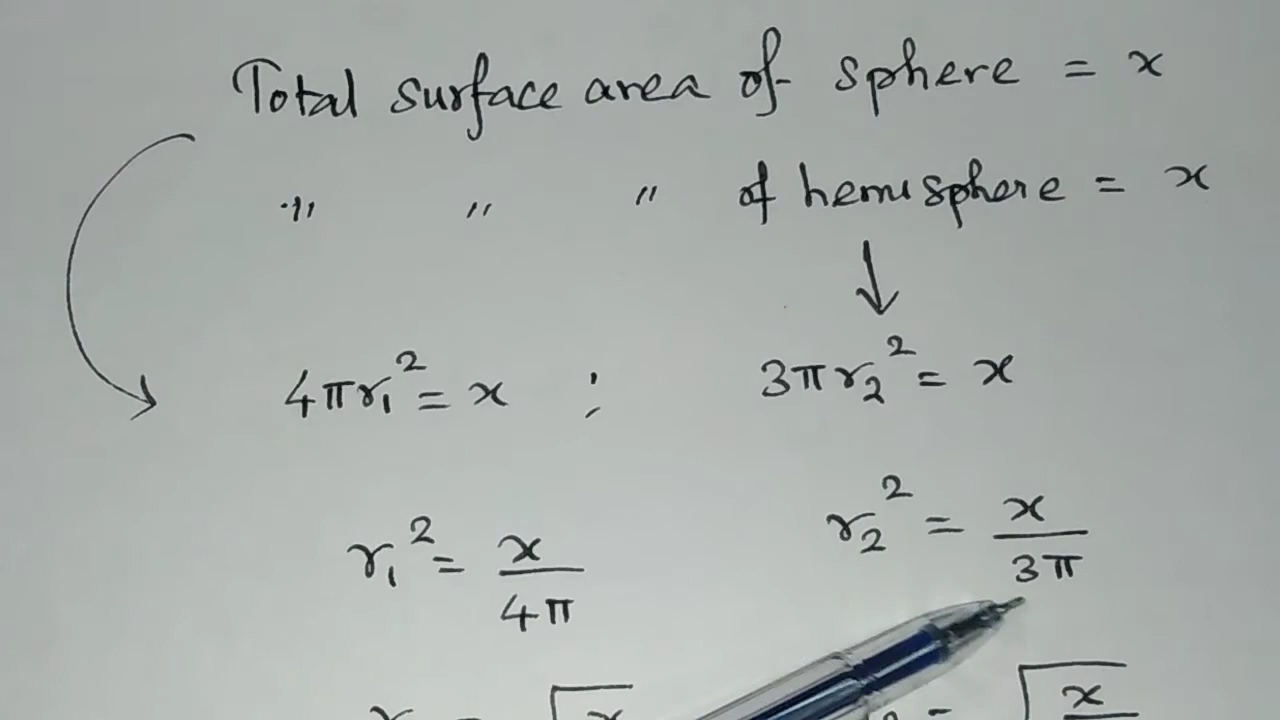 Total surface area of sphere = x
" " " of hemisphere = x
4πr₁² = x ; 3πr₂² = x
r₁² = x/4π r₂² = x/3π